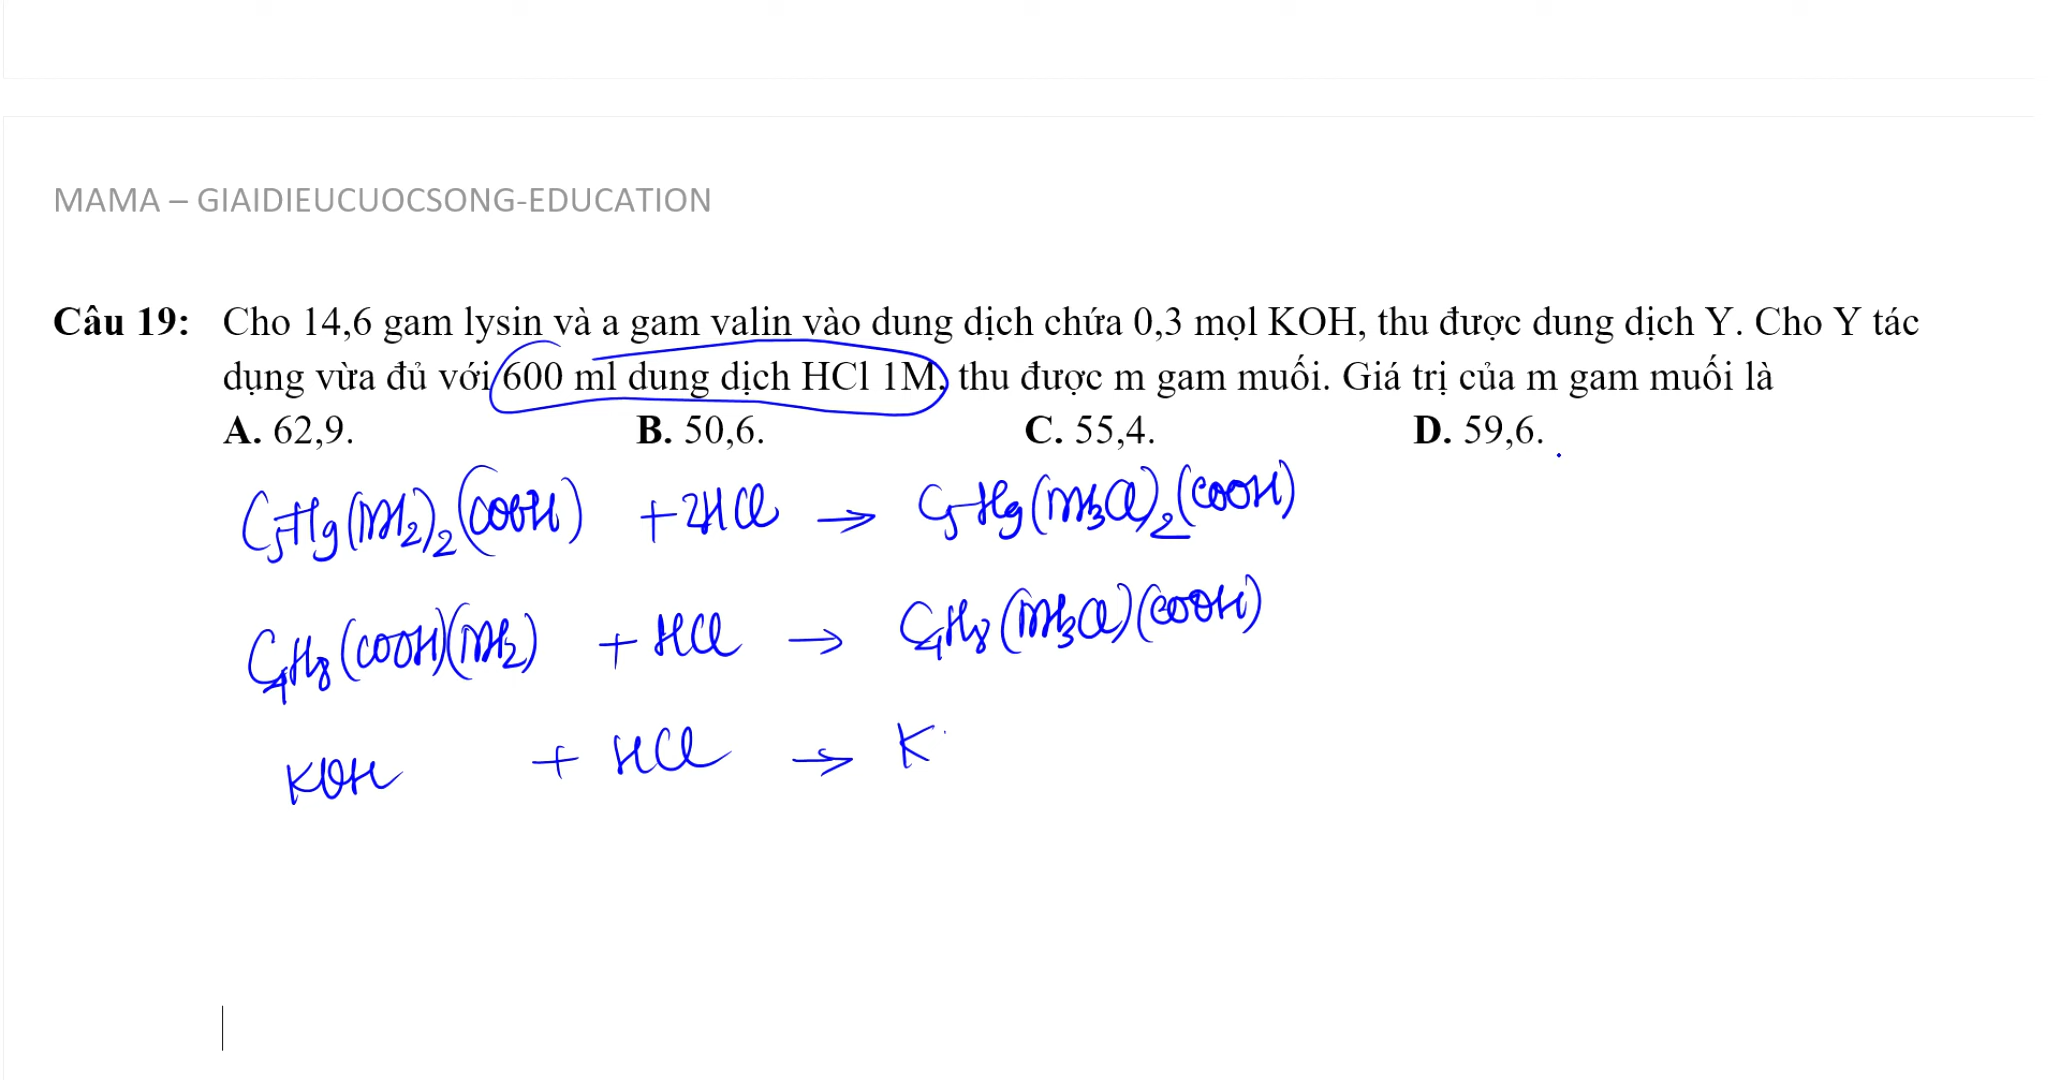 MAMA – GIAIDIEUCUOCSONG-EDUCATION
Câu 19: Cho 14,6 gam lysin và a gam valin vào dung dịch chứa 0,3 mọl KOH, thu được dung dịch Y. Cho Y tác
dụng vừa đủ với 600 ml dung dịch HCl 1M, thu được m gam muối. Giá trị của m gam muối là
A. 62,9. B. 50,6. C. 55,4. D. 59,6.
C₅H₉(NH₂)₂(COOH) + 2HCl → C₅H₉(NH₃Cl)₂(COOH)
C₄H₈(COOH)(NH₂) + HCl → C₄H₈(NH₃Cl)(COOH)
KOH + HCl → K